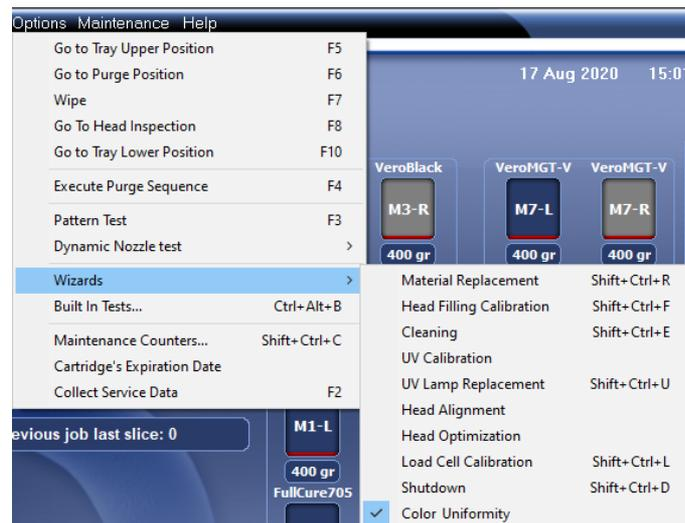 Options Maintenance Help
Go to Tray Upper Position F5
Go to Purge Position F6
Wipe F7
Go To Head Inspection F8
Go to Tray Lower Position F10
Execute Purge Sequence F4
Pattern Test F3
Dynamic Nozzle test >
Wizards >
Built In Tests... Ctrl+Alt+B
Maintenance Counters... Shift+Ctrl+C
Cartridge's Expiration Date
Collect Service Data F2
17 Aug 2020 15:0
VeroBlack VeroMGT-V VeroMGT-V
M3-R M7-L M7-R
400 gr 400 gr 400 gr
Material Replacement Shift+Ctrl+R
Head Filling Calibration Shift+Ctrl+F
Cleaning Shift+Ctrl+E
UV Calibration
UV Lamp Replacement Shift+Ctrl+U
Head Alignment
Head Optimization
Load Cell Calibration Shift+Ctrl+L
Shutdown Shift+Ctrl+D
Color Uniformity
evious job last slice: 0
M1-L
400 gr
FullCure705